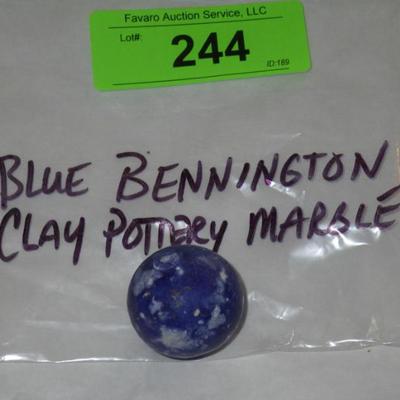 Favaro Auction Service, LLC
Lot#: 244
ID:189
BLUE BENNINGTON
CLAY POTTERY MARBLE